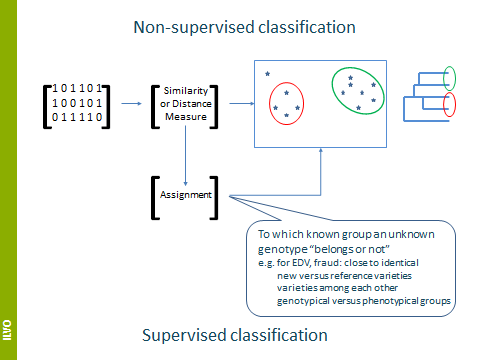 Non-supervised classification
1 0 1 1 0 1
1 0 0 1 0 1
0 1 1 1 1 0
Similarity
or Distance
Measure
Assignment
To which known group an unknown
genotype “belongs or not”
e.g. for EDV, fraud: close to identical
new versus reference varieties
varieties among each other
genotypical versus phenotypical groups
Supervised classification
ILVO